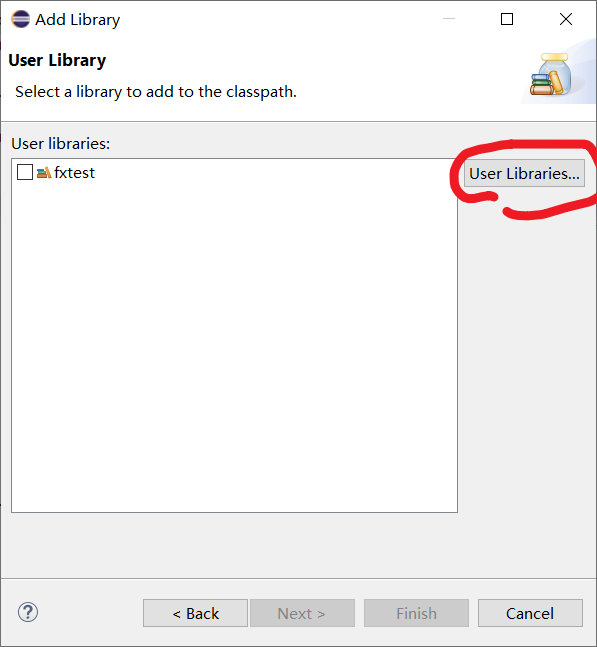 Add Library
User Library
Select a library to add to the classpath.
User libraries:
fxtest
User Libraries...
?
< Back
Next >
Finish
Cancel